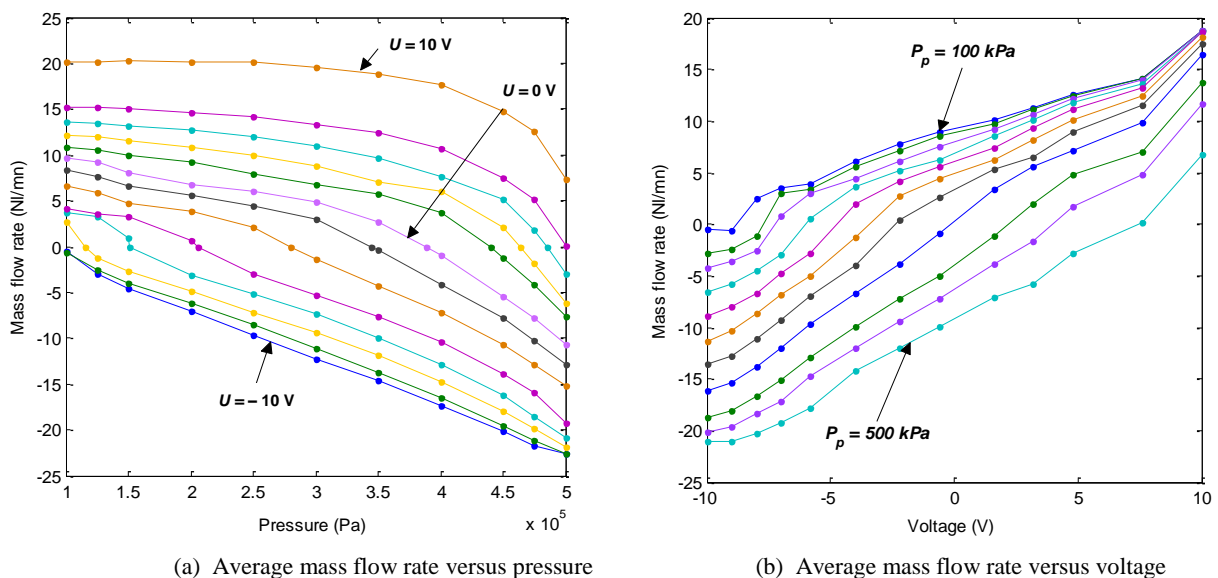 25
20
15
10
5
0
-5
-10
-15
-20
-25
Mass flow rate (Nl/mn)
U = 10 V
U = 0 V
U = – 10 V
1 1.5 2 2.5 3 3.5 4 4.5 5
Pressure (Pa)
x 10^5
(a) Average mass flow rate versus pressure
20
15
10
5
0
-5
-10
-15
-20
-25
Mass flow rate (Nl/mn)
P_p = 100 kPa
P_p = 500 kPa
-10 -5 0 5 10
Voltage (V)
(b) Average mass flow rate versus voltage